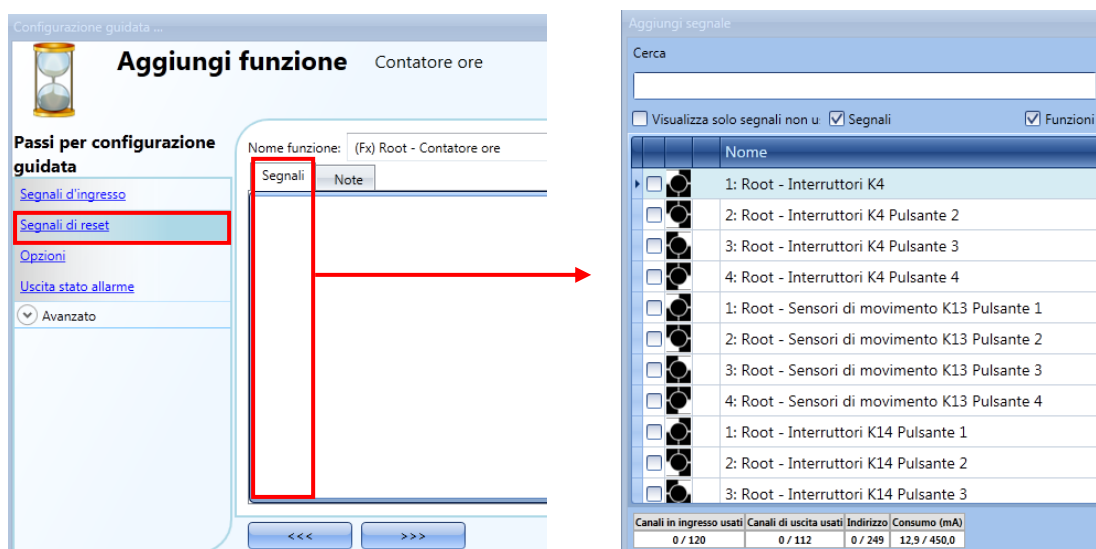 Configurazione guidata ...
Aggiungi funzione Contatore ore
Passi per configurazione
guidata
Segnali d'ingresso
Segnali di reset
Opzioni
Uscita stato allarme
Avanzato
Nome funzione: (Fx) Root - Contatore ore
Segnali Note
<<< >>>
Aggiungi segnale
Cerca
Visualizza solo segnali non u: Segnali Funzioni
Nome
1: Root - Interruttori K4
2: Root - Interruttori K4 Pulsante 2
3: Root - Interruttori K4 Pulsante 3
4: Root - Interruttori K4 Pulsante 4
1: Root - Sensori di movimento K13 Pulsante 1
2: Root - Sensori di movimento K13 Pulsante 2
3: Root - Sensori di movimento K13 Pulsante 3
4: Root - Sensori di movimento K13 Pulsante 4
1: Root - Interruttori K14 Pulsante 1
2: Root - Interruttori K14 Pulsante 2
3: Root - Interruttori K14 Pulsante 3
Canali in ingresso usati Canali di uscita usati Indirizzo Consumo (mA)
0 / 120 0 / 112 0 / 249 12,9 / 450,0